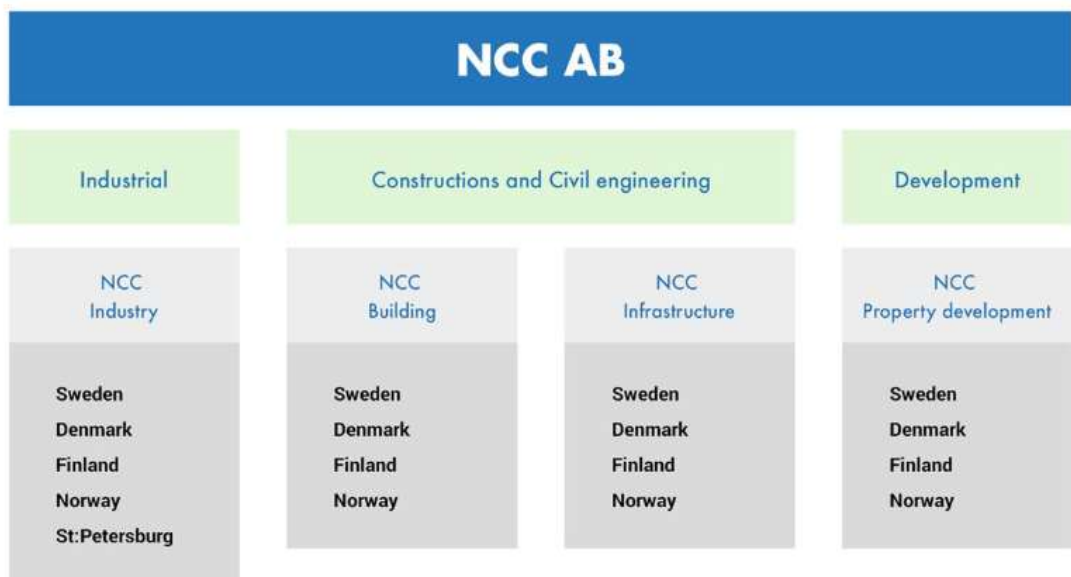 NCC AB
Industrial
Constructions and Civil engineering
Development
NCC
Industry
NCC
Building
NCC
Infrastructure
NCC
Property development
Sweden
Denmark
Finland
Norway
St:Petersburg
Sweden
Denmark
Finland
Norway
Sweden
Denmark
Finland
Norway
Sweden
Denmark
Finland
Norway